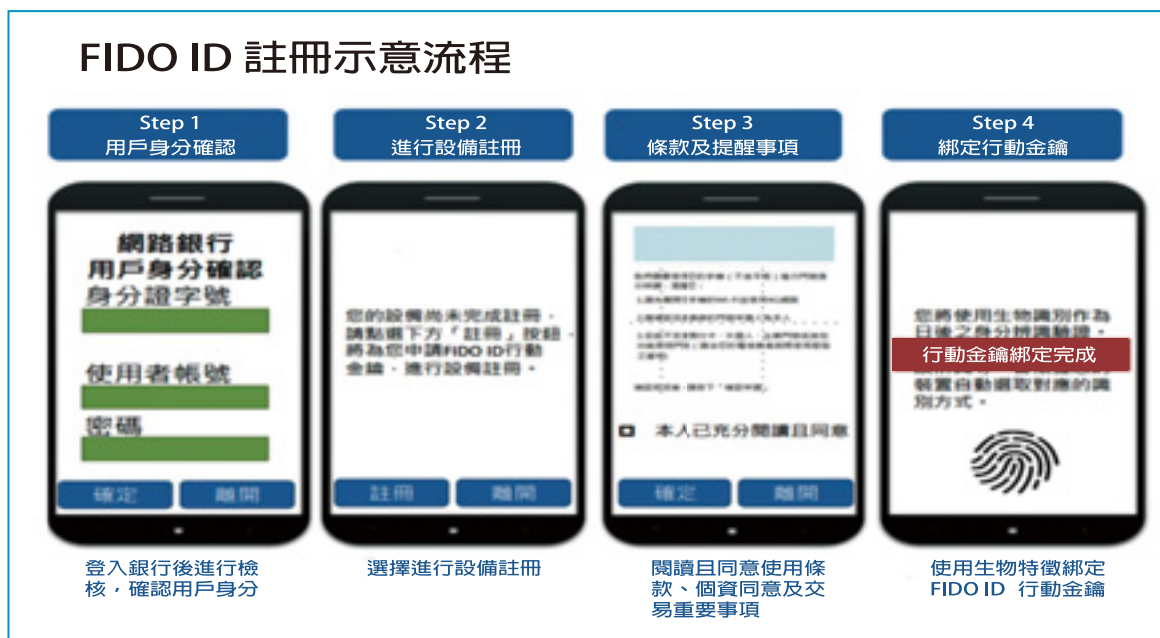 FIDO ID 註冊示意流程
Step 1
用戶身分確認
網路銀行
用戶身分確認
身分證字號
使用者帳號
密碼
確定
離開
登入銀行後進行檢
核，確認用戶身分
Step 2
進行設備註冊
您的設備尚未完成註冊，
請點選下方「註冊」按鈕，
將為您申請FIDO ID行動
金鑰，進行設備註冊。
註冊
離開
選擇進行設備註冊
Step 3
條款及提醒事項
本人已充分閱讀且同意
確定
離開
閱讀且同意使用條
款、個資同意及交
易重要事項
Step 4
綁定行動金鑰
您將使用生物識別作為
日後之身分辨識驗證，
行動金鑰綁定完成
裝置自動選取對應的識
別方式。
使用生物特徵綁定
FIDO ID 行動金鑰